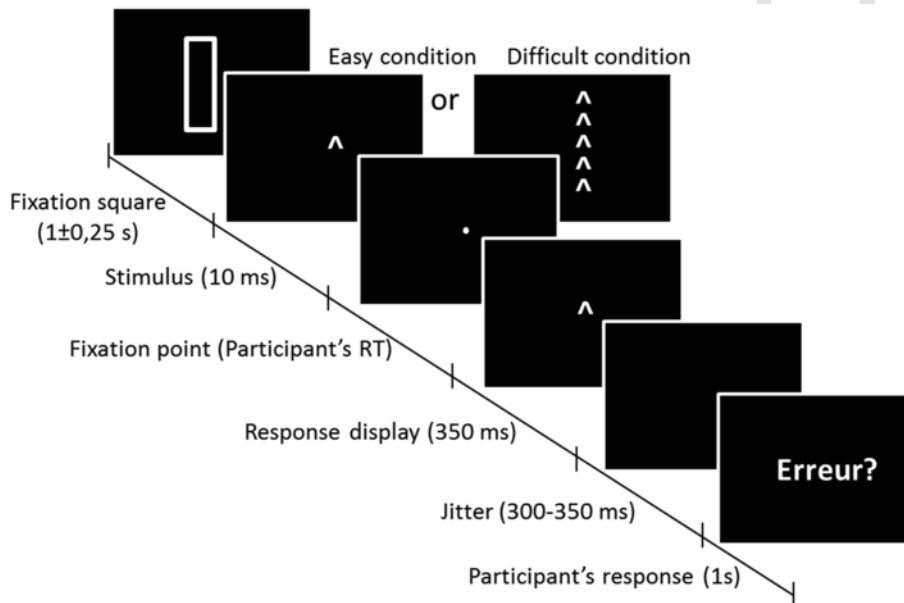 Easy condition
or
Difficult condition
^
^
^
^
^
^
^
Fixation square
(1±0,25 s)
Stimulus (10 ms)
Fixation point (Participant's RT)
Response display (350 ms)
Erreur?
Jitter (300-350 ms)
Participant's response (1s)